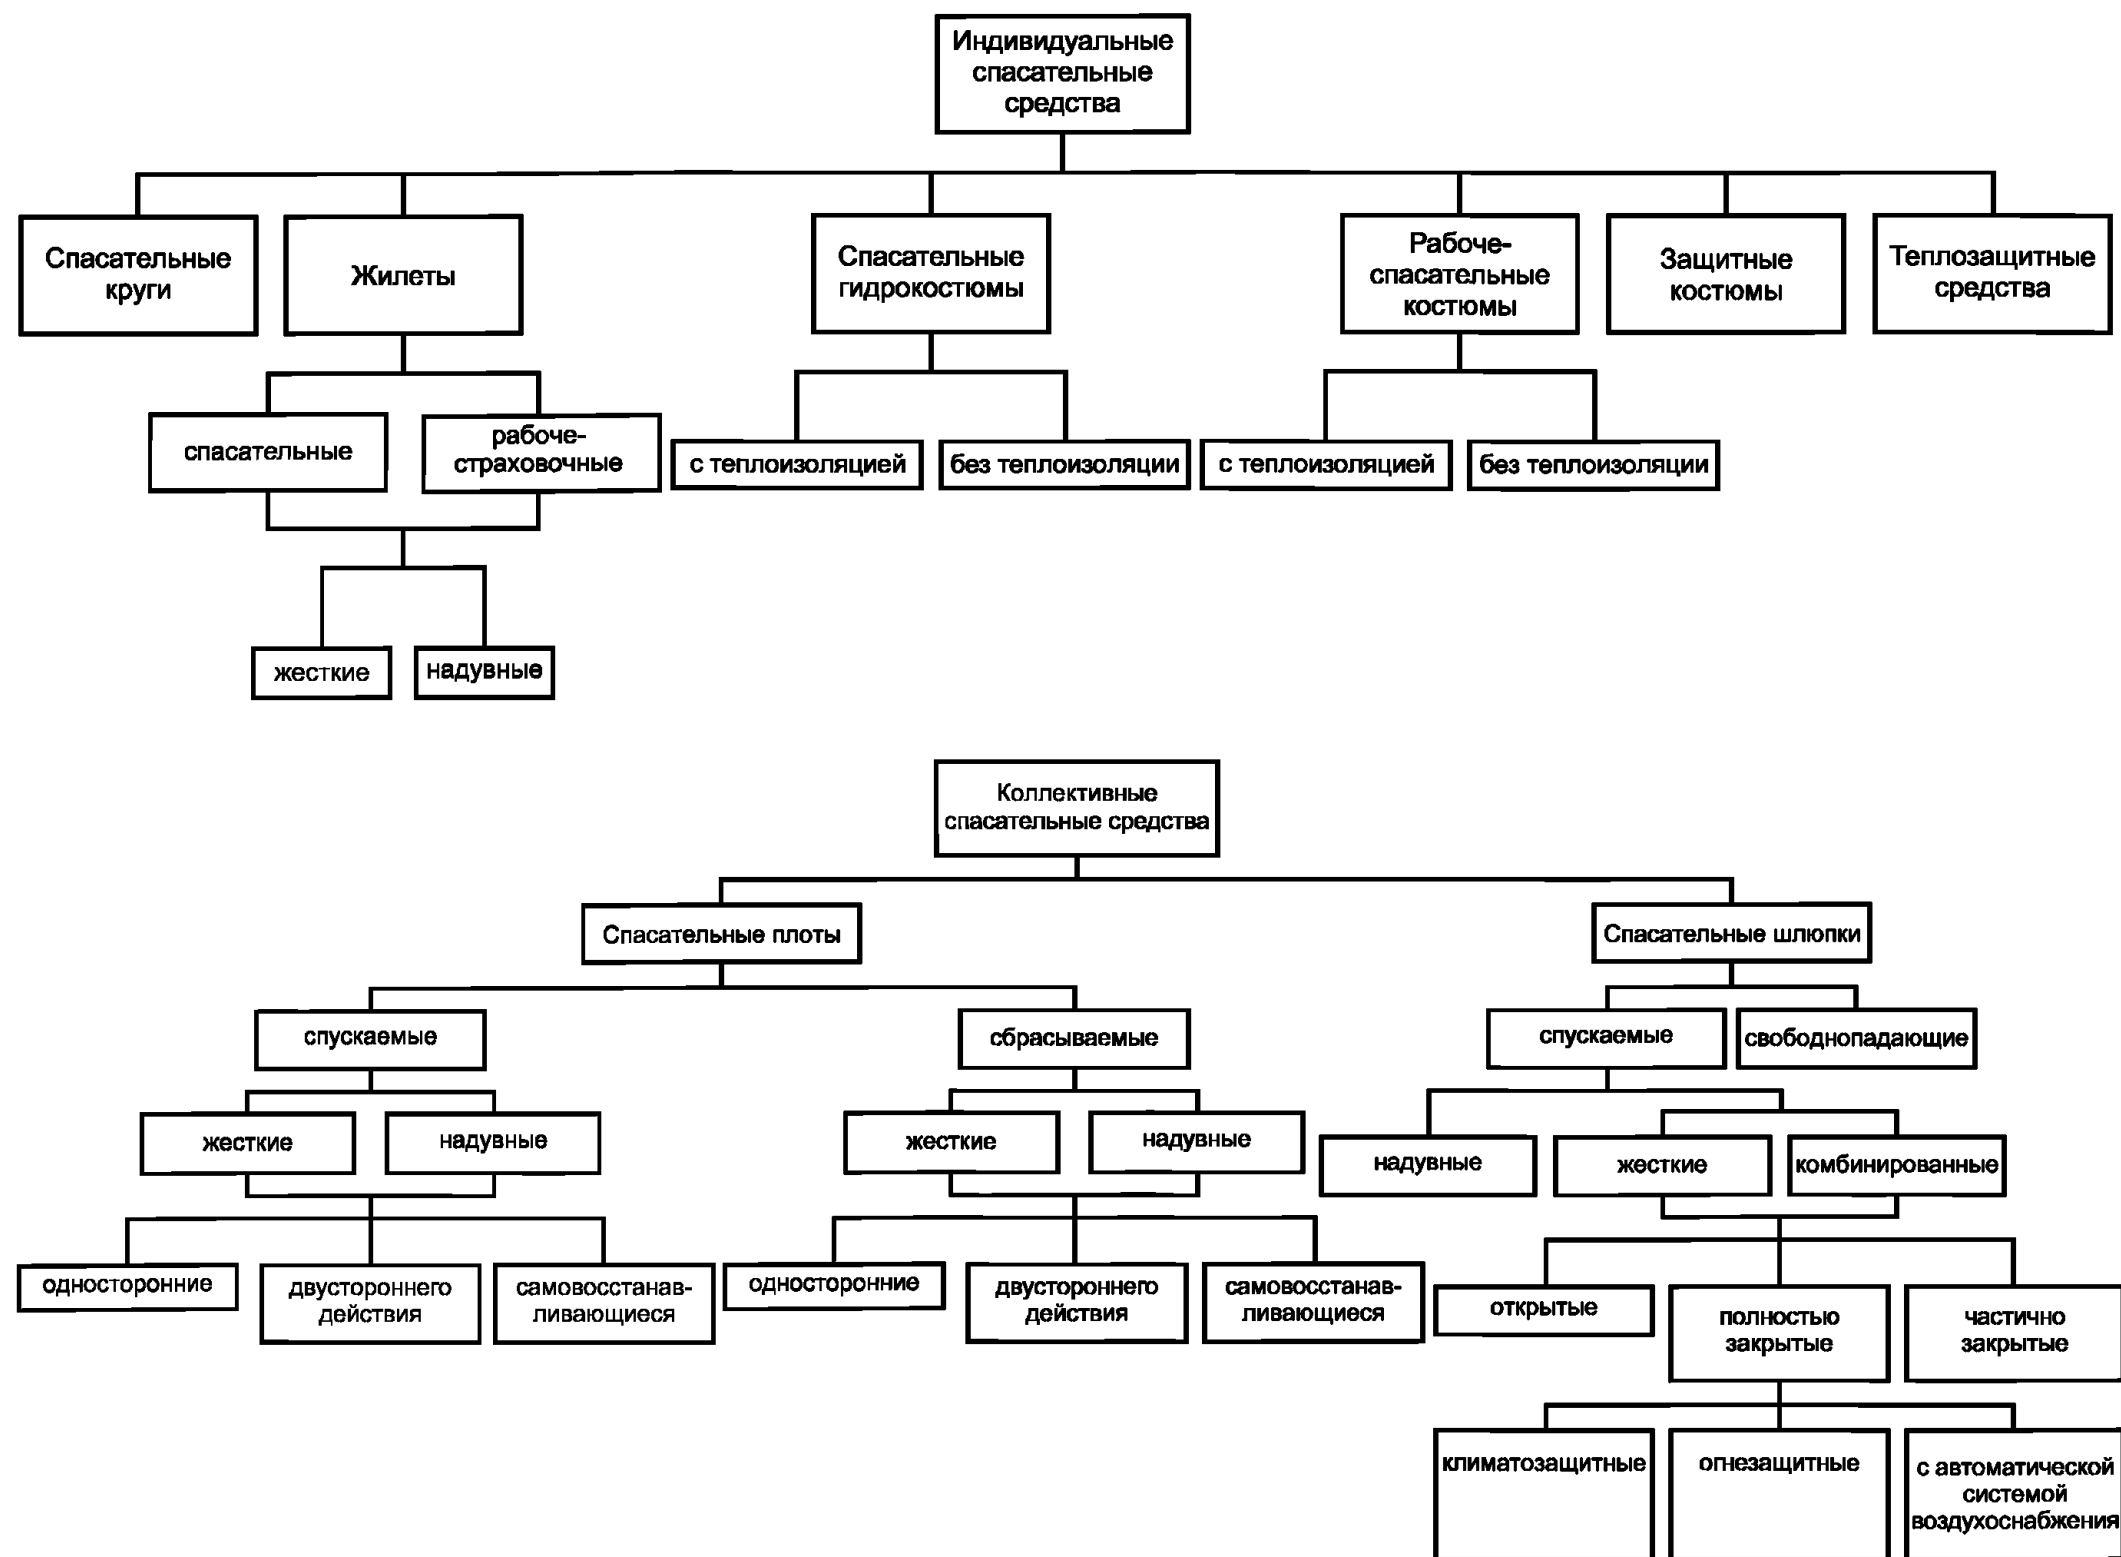 Индивидуальные
спасательные
средства
Спасательные
круги
Жилеты
Спасательные
гидрокостюмы
Рабоче-
спасательные
костюмы
Защитные
костюмы
Теплозащитные
средства
спасательные
рабоче-
страховочные
с теплоизоляцией
без теплоизоляции
с теплоизоляцией
без теплоизоляции
жесткие
надувные
Коллективные
спасательные средства
Спасательные плоты
Спасательные шлюпки
спускаемые
сбрасываемые
спускаемые
свободнопадающие
жесткие
надувные
жесткие
надувные
надувные
жесткие
комбинированные
односторонние
двустороннего
действия
самовосстанав-
ливающиеся
односторонние
двустороннего
действия
самовосстанав-
ливающиеся
открытые
полностью
закрытые
частично
закрытые
климатозащитные
огнезащитные
с автоматической
системой
воздухоснабжения